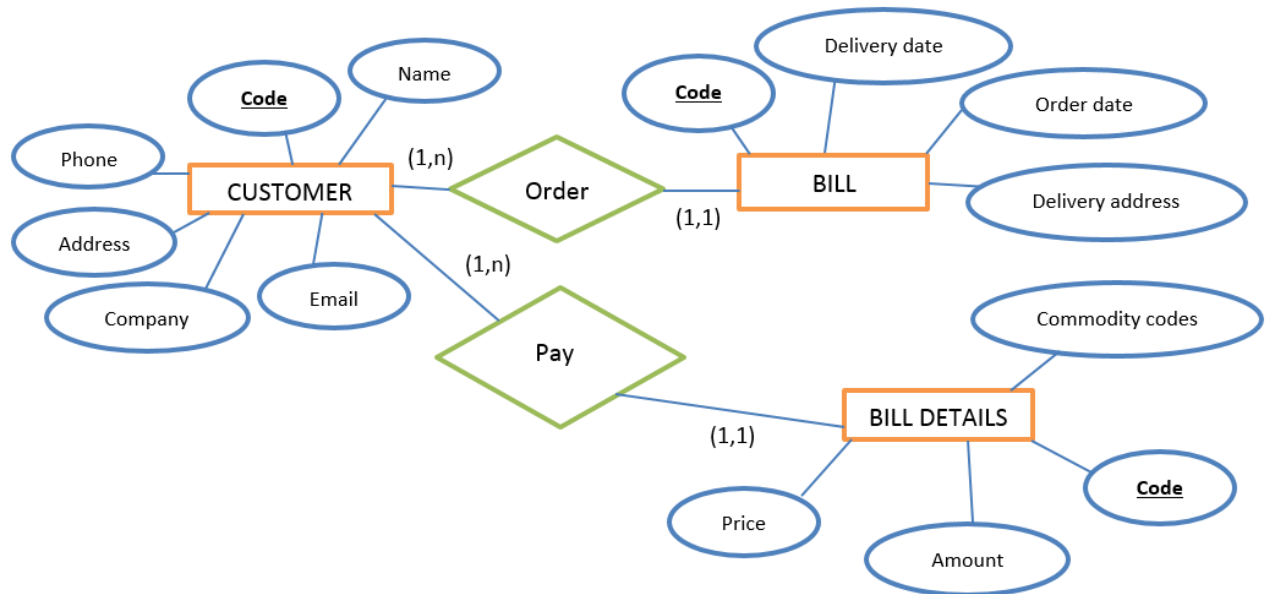 Delivery date
Name
Code
Code
Order date
Phone
(1,n)
CUSTOMER
Order
BILL
Delivery address
(1,1)
Address
(1,n)
Email
Company
Commodity codes
Pay
BILL DETAILS
(1,1)
Code
Price
Amount